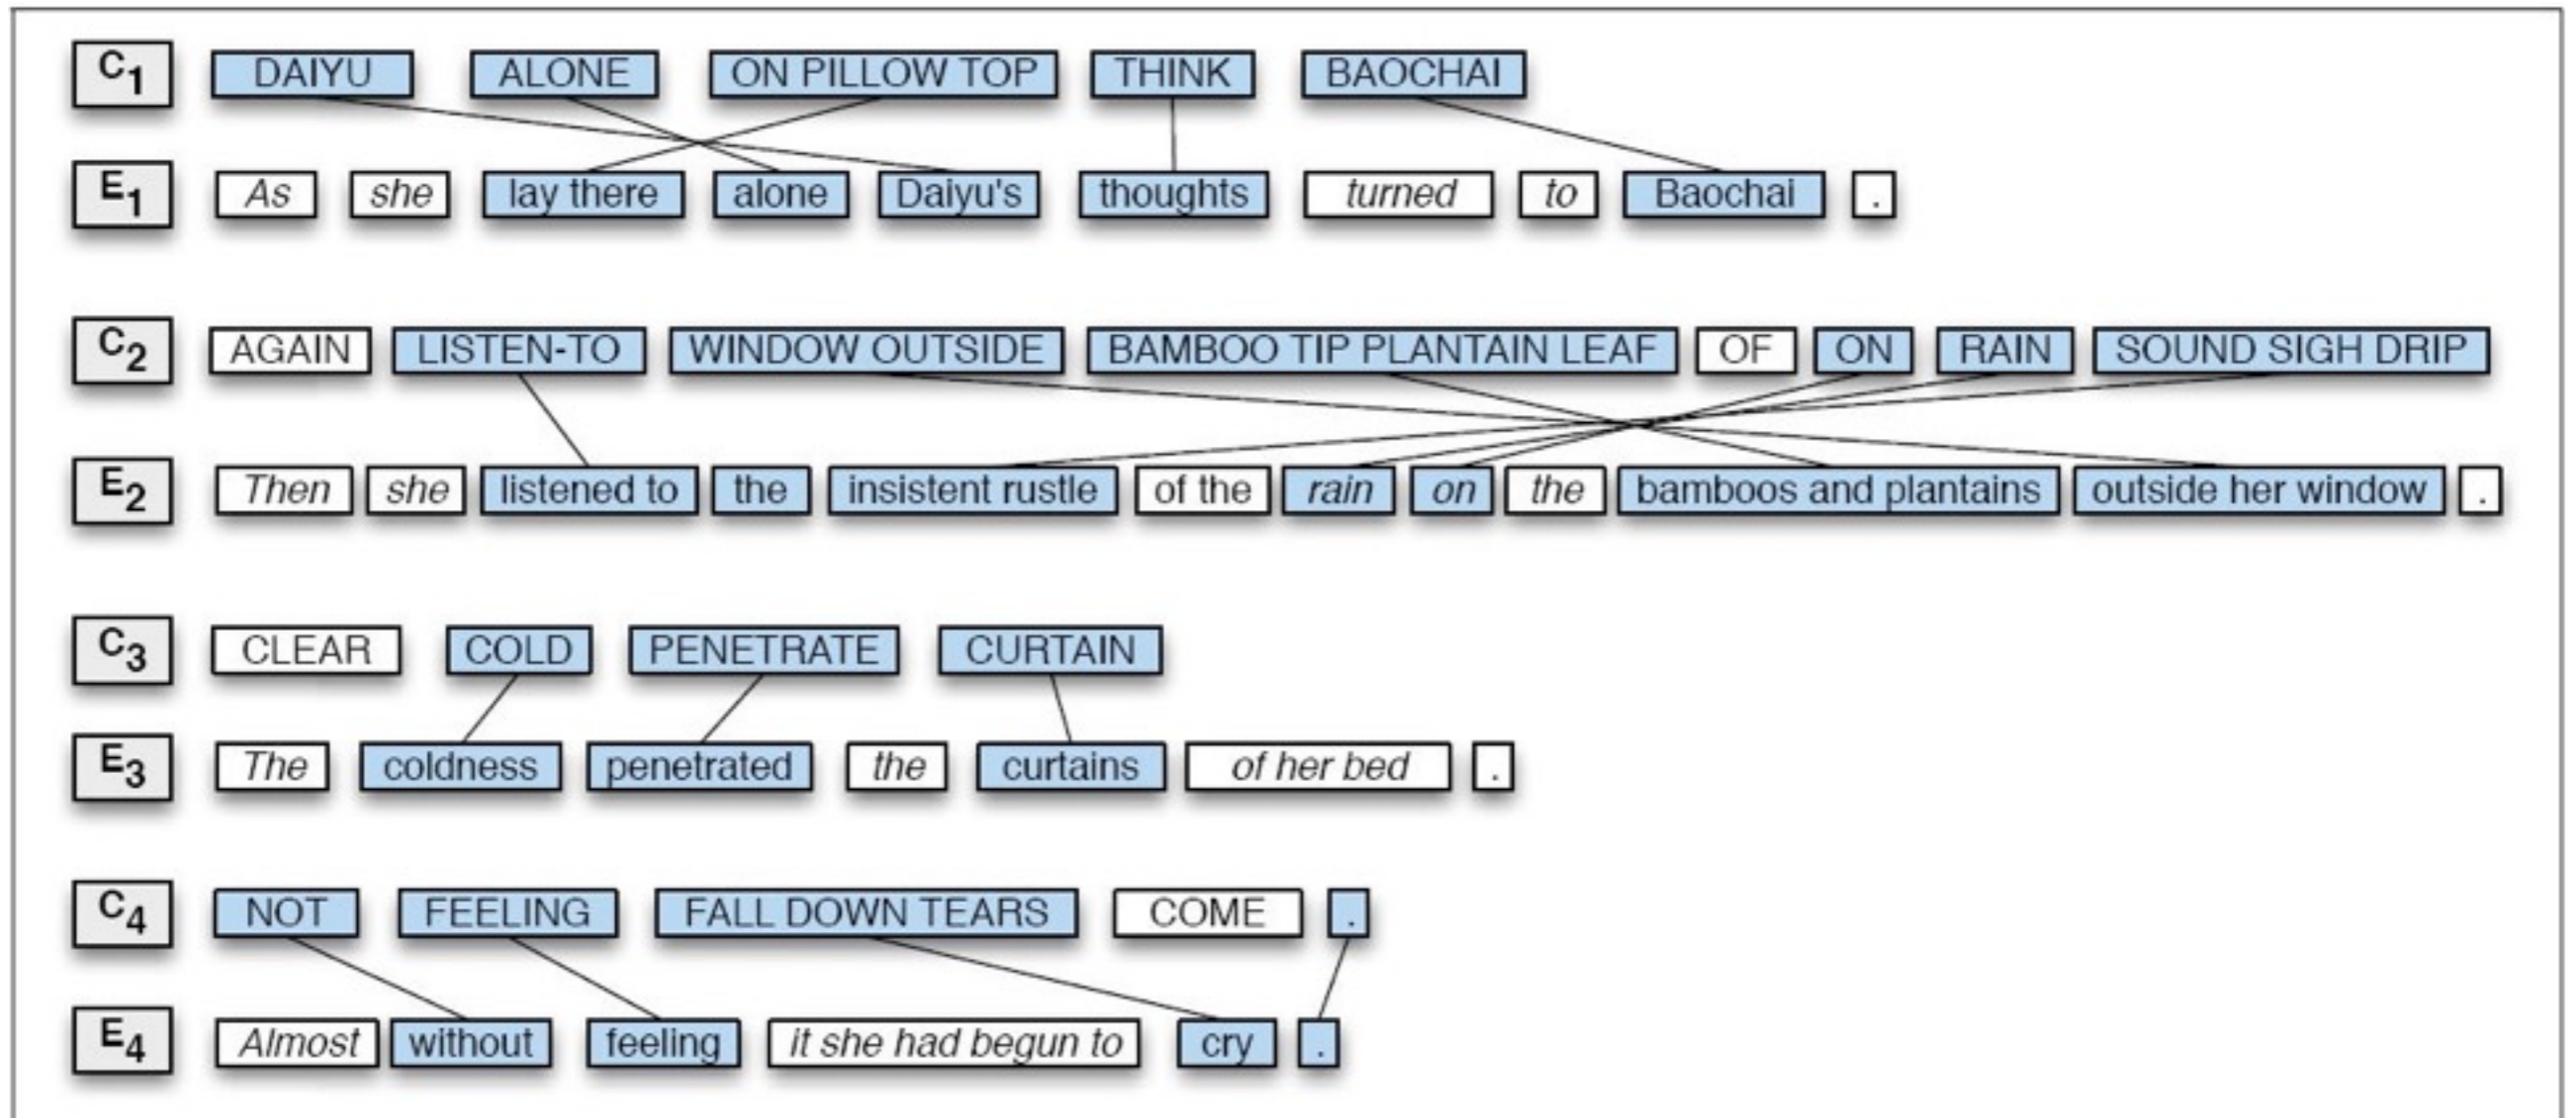 C1 DAIYU ALONE ON PILLOW TOP THINK BAOCHAI
E1 As she lay there alone Daiyu's thoughts turned to Baochai .
C2 AGAIN LISTEN-TO WINDOW OUTSIDE BAMBOO TIP PLANTAIN LEAF OF ON RAIN SOUND SIGH DRIP
E2 Then she listened to the insistent rustle of the rain on the bamboos and plantains outside her window .
C3 CLEAR COLD PENETRATE CURTAIN
E3 The coldness penetrated the curtains of her bed .
C4 NOT FEELING FALL DOWN TEARS COME .
E4 Almost without feeling it she had begun to cry .